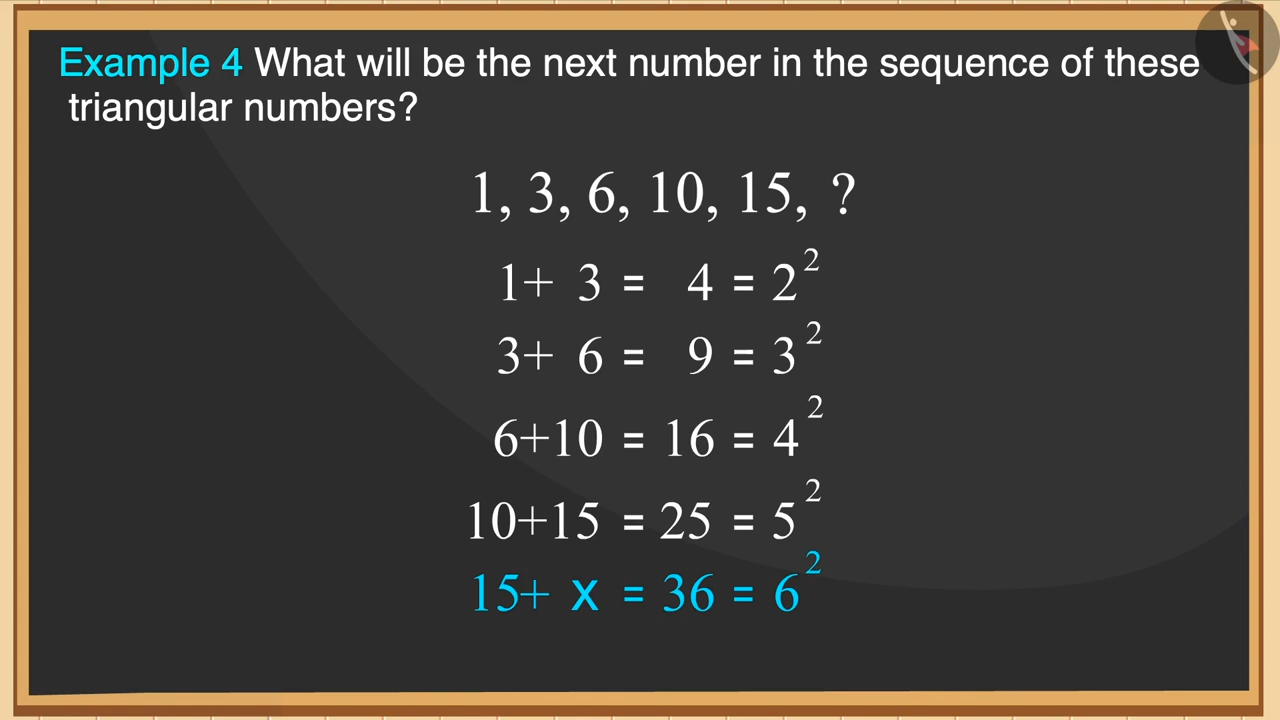 Example 4 What will be the next number in the sequence of these
triangular numbers?
1, 3, 6, 10, 15, ?
1+ 3 = 4 = 2²
3+ 6 = 9 = 3²
6+10 = 16 = 4²
10+15 = 25 = 5²
15+ x = 36 = 6²